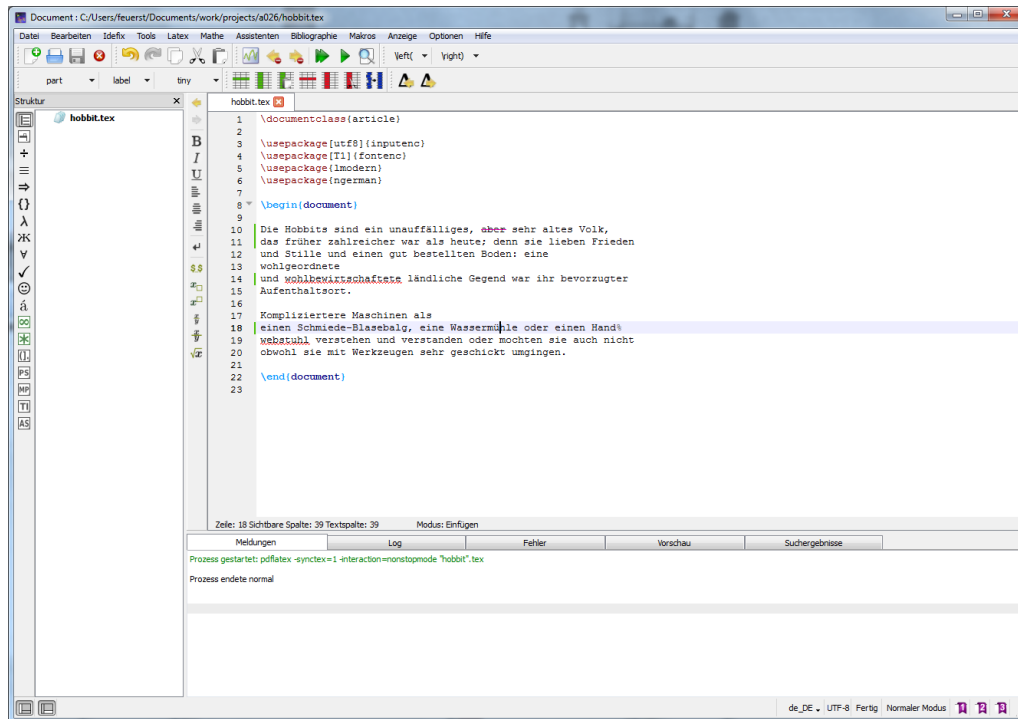 Document : C:/Users/feuerst/Documents/work/projects/a026/hobbit.tex
Datei Bearbeiten Idefix Tools Latex Mathe Assistenten Bibliographie Makros Anzeige Optionen Hilfe
\left( \right)
part label tiny
Struktur
hobbit.tex
hobbit.tex
1 \documentclass{article}
2
3 \usepackage[utf8]{inputenc}
4 \usepackage[T1]{fontenc}
5 \usepackage{lmodern}
6 \usepackage{ngerman}
7
8 \begin{document}
9
10 Die Hobbits sind ein unauffälliges, aber sehr altes Volk,
11 das früher zahlreicher war als heute; denn sie lieben Frieden
12 und Stille und einen gut bestellten Boden: eine
13 wohlgeordnete
14 und wohlbewirtschaftete ländliche Gegend war ihr bevorzugter
15 Aufenthaltsort.
16
17 Kompliziertere Maschinen als
18 einen Schmiede-Blasebalg, eine Wassermühle oder einen Hand%
19 webstuhl verstehen und verstanden oder mochten sie auch nicht
20 obwohl sie mit Werkzeugen sehr geschickt umgingen.
21
22 \end{document}
23
B
I
U
$.$
{}
λ
Ж
∀
á
∞
{}.
PS
MP
TI
AS
Zeile: 18 Sichtbare Spalte: 39 Textspalte: 39 Modus: Einfügen
Meldungen Log Fehler Vorschau Suchergebnisse
Prozess gestartet: pdflatex -synctex=1 -interaction=nonstopmode "hobbit".tex
Prozess endete normal
de_DE UTF-8 Fertig Normaler Modus 1 2 3